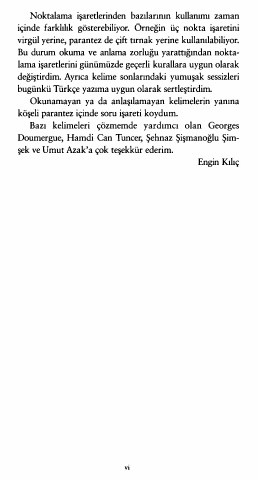 Noktalama işaretlerinden bazılarının kullanımı zaman
içinde farklılık gösterebiliyor. Örneğin üç nokta işaretini
virgül yerine, parantez de çift tırnak yerine kullanılabiliyor.
Bu durum okuma ve anlama zorluğu yarattığından nokta-
lama işaretlerini günümüzde geçerli kurallara uygun olarak
değiştirdim. Ayrıca kelime sonlarındaki yumuşak sessizleri
bugünkü Türkçe yazıma uygun olarak sertleştirdim.
Okunamayan ya da anlaşılamayan kelimelerin yanına
köşeli parantez içinde soru işareti koydum.
Bazı kelimeleri çözmemde yardımcı olan Georges
Doumergue, Hamdi Can Tuncer, Şehnaz Şişmanoğlu Şim-
şek ve Umut Azak'a çok teşekkür ederim.
Engin Kılıç
vi